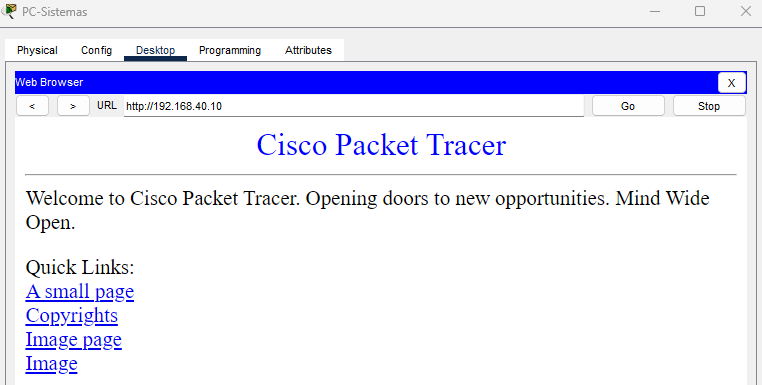 PC-Sistemas
Physical Config Desktop Programming Attributes
Web Browser X
< > URL http://192.168.40.10 Go Stop
Cisco Packet Tracer
Welcome to Cisco Packet Tracer. Opening doors to new opportunities. Mind Wide
Open.
Quick Links:
A small page
Copyrights
Image page
Image